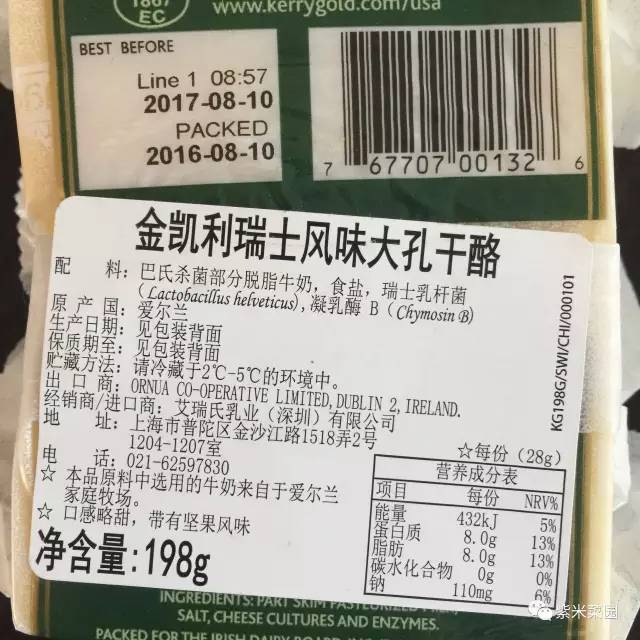 1867
EC
www.kerrygold.com/usa
BEST BEFORE
Line 1 08:57
2017-08-10
PACKED
2016-08-10
7 67707 00132 6
金凯利瑞士风味大孔干酪
配 料：巴氏杀菌部分脱脂牛奶，食盐，瑞士乳杆菌
（Lactobacillus helveticus），凝乳酶 B（Chymosin B）
原 产 国：爱尔兰
生产日期：见包装背面
保质期至：见包装背面
贮藏方法：请冷藏于2℃-5℃的环境中。
出 口 商：ORNUA CO-OPERATIVE LIMITED, DUBLIN 2, IRELAND.
经销商/进口商：艾瑞氏乳业（深圳）有限公司
地 址：上海市普陀区金沙江路1518弄2号
1204-1207室
电 话：021-62597830
☆ 本品原料中选用的牛奶来自于爱尔兰
家庭牧场。
☆ 口感略甜，带有坚果风味
净含量：198g
KG198G/SWI/CHI/000101
☆每份（28g）
营养成分表
项目 每份 NRV%
能量 432kJ 5%
蛋白质 8.0g 13%
脂肪 8.0g 13%
碳水化合物 0g 0%
钠 110mg 6%
INGREDIENTS: PART SKIM PASTEURIZED
SALT, CHEESE CULTURES AND ENZYMES.
PACKED FOR THE IRISH DAIRY BOARD
紫米菜园